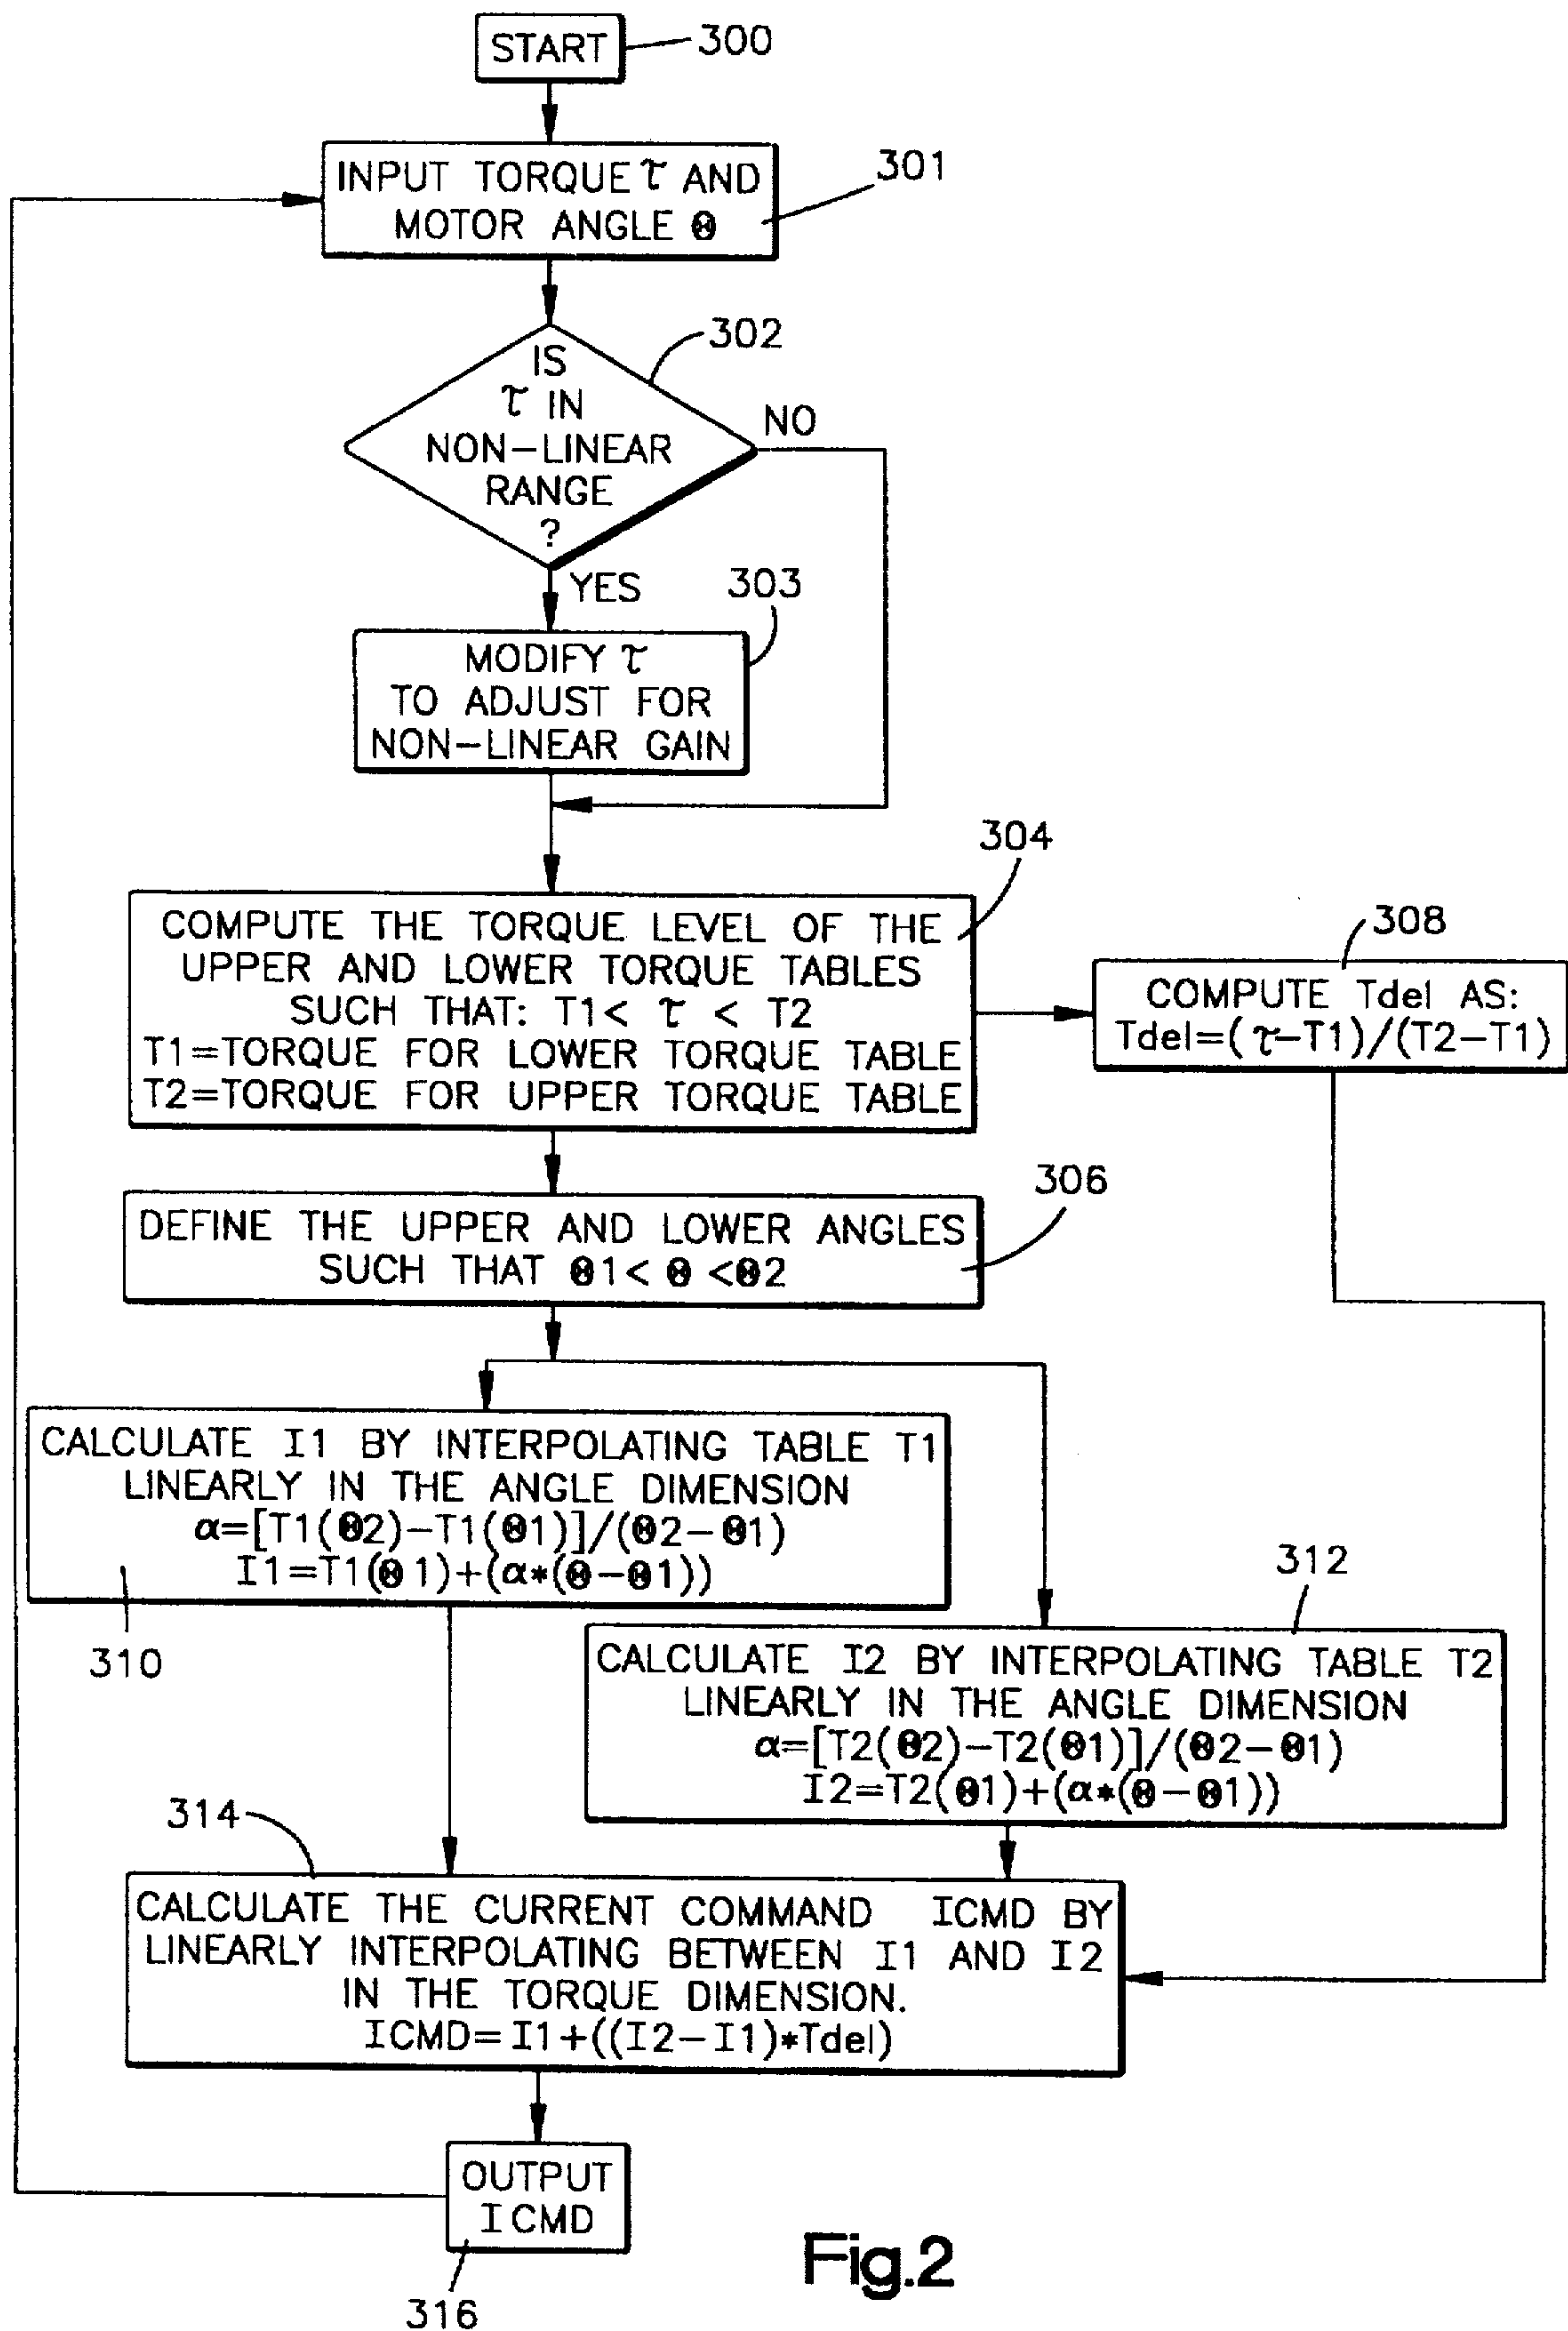 START
300
INPUT TORQUE τ AND
MOTOR ANGLE Θ
301
302
IS
τ IN
NON-LINEAR
RANGE
?
NO
YES
303
MODIFY τ
TO ADJUST FOR
NON-LINEAR GAIN
304
COMPUTE THE TORQUE LEVEL OF THE
UPPER AND LOWER TORQUE TABLES
SUCH THAT: T1< τ < T2
T1=TORQUE FOR LOWER TORQUE TABLE
T2=TORQUE FOR UPPER TORQUE TABLE
308
COMPUTE Tdel AS:
Tdel=(τ-T1)/(T2-T1)
306
DEFINE THE UPPER AND LOWER ANGLES
SUCH THAT Θ1< Θ <Θ2
CALCULATE I1 BY INTERPOLATING TABLE T1
LINEARLY IN THE ANGLE DIMENSION
α=[T1(Θ2)-T1(Θ1)]/(Θ2-Θ1)
I1=T1(Θ1)+(α*(Θ-Θ1))
310
312
CALCULATE I2 BY INTERPOLATING TABLE T2
LINEARLY IN THE ANGLE DIMENSION
α=[T2(Θ2)-T2(Θ1)]/(Θ2-Θ1)
I2=T2(Θ1)+(α*(Θ-Θ1))
314
CALCULATE THE CURRENT COMMAND ICMD BY
LINEARLY INTERPOLATING BETWEEN I1 AND I2
IN THE TORQUE DIMENSION.
ICMD=I1+((I2-I1)*Tdel)
OUTPUT
ICMD
316
Fig.2